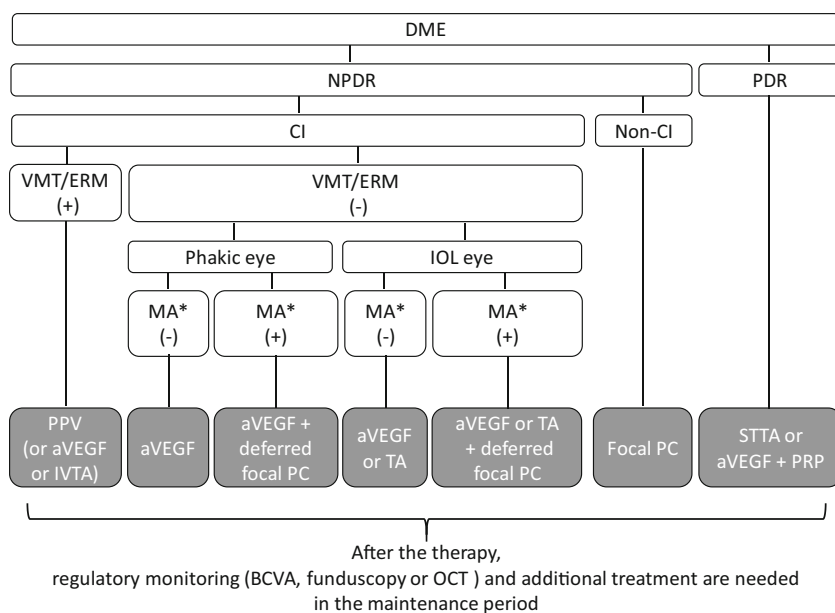 DME
NPDR
PDR
CI
Non-CI
VMT/ERM
(+)
VMT/ERM
(-)
Phakic eye
IOL eye
MA*
(-)
MA*
(+)
MA*
(-)
MA*
(+)
PPV
(or aVEGF
or IVTA)
aVEGF
aVEGF +
deferred
focal PC
aVEGF
or TA
aVEGF or TA
+ deferred
focal PC
Focal PC
STTA or
aVEGF + PRP
After the therapy,
regulatory monitoring (BCVA, funduscopy or OCT ) and additional treatment are needed
in the maintenance period